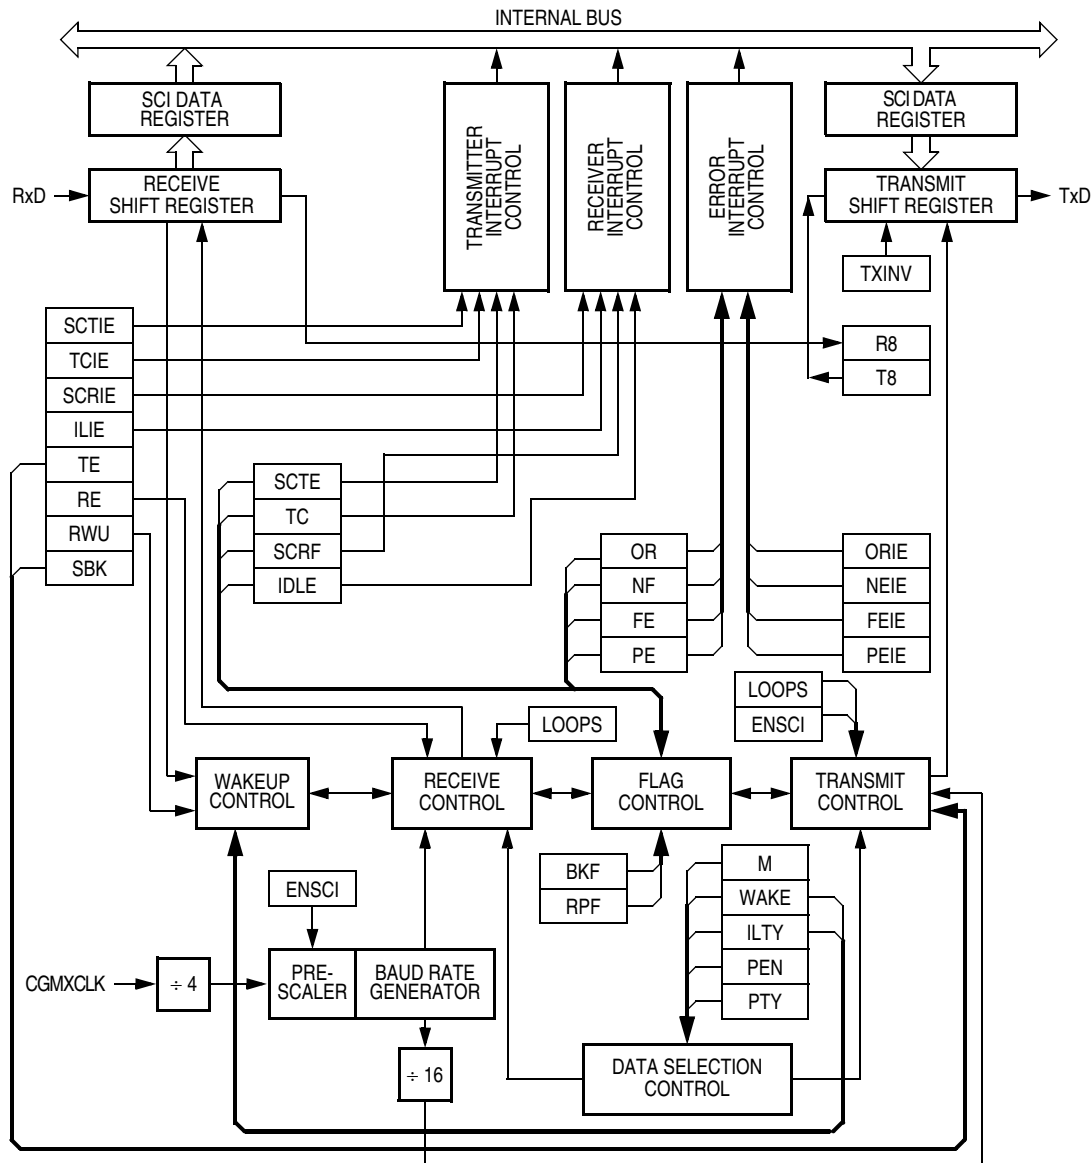 INTERNAL BUS
SCI DATA
REGISTER
SCI DATA
REGISTER
TRANSMITTER
INTERRUPT
CONTROL
RECEIVER
INTERRUPT
CONTROL
ERROR
INTERRUPT
CONTROL
RxD
RECEIVE
SHIFT REGISTER
TRANSMIT
SHIFT REGISTER
TxD
TXINV
SCTIE
TCIE
SCRIE
ILIE
TE
RE
RWU
SBK
R8
T8
SCTE
TC
SCRF
IDLE
OR
NF
FE
PE
ORIE
NEIE
FEIE
PEIE
LOOPS
LOOPS
ENSCI
WAKEUP
CONTROL
RECEIVE
CONTROL
FLAG
CONTROL
TRANSMIT
CONTROL
BKF
RPF
M
WAKE
ILTY
PEN
PTY
ENSCI
CGMXCLK
÷ 4
PRE-
SCALER
BAUD RATE
GENERATOR
÷ 16
DATA SELECTION
CONTROL